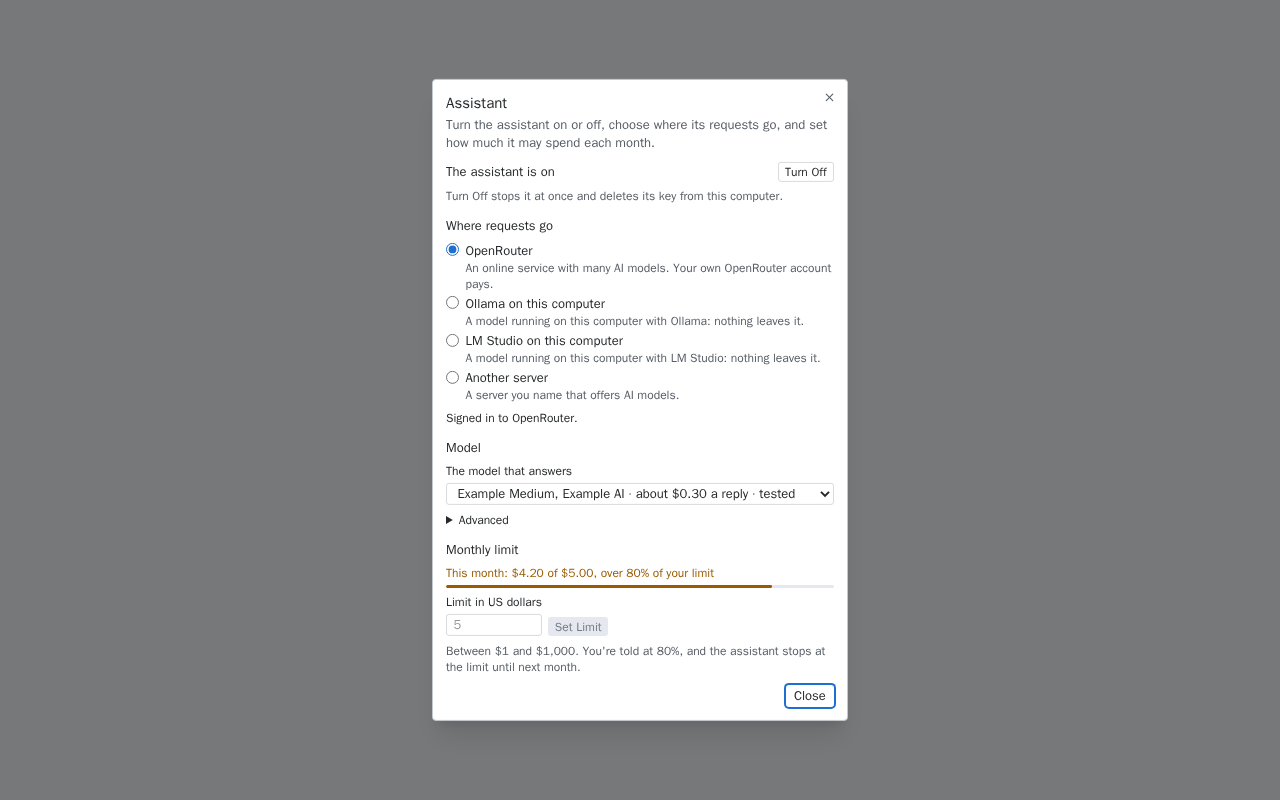 Assistant
×
Turn the assistant on or off, choose where its requests go, and set
how much it may spend each month.
The assistant is on
Turn Off
Turn Off stops it at once and deletes its key from this computer.
Where requests go
OpenRouter
An online service with many AI models. Your own OpenRouter account
pays.
Ollama on this computer
A model running on this computer with Ollama: nothing leaves it.
LM Studio on this computer
A model running on this computer with LM Studio: nothing leaves it.
Another server
A server you name that offers AI models.
Signed in to OpenRouter.
Model
The model that answers
Example Medium, Example AI · about $0.30 a reply · tested
Advanced
Monthly limit
This month: $4.20 of $5.00, over 80% of your limit
Limit in US dollars
5
Set Limit
Between $1 and $1,000. You're told at 80%, and the assistant stops at
the limit until next month.
Close